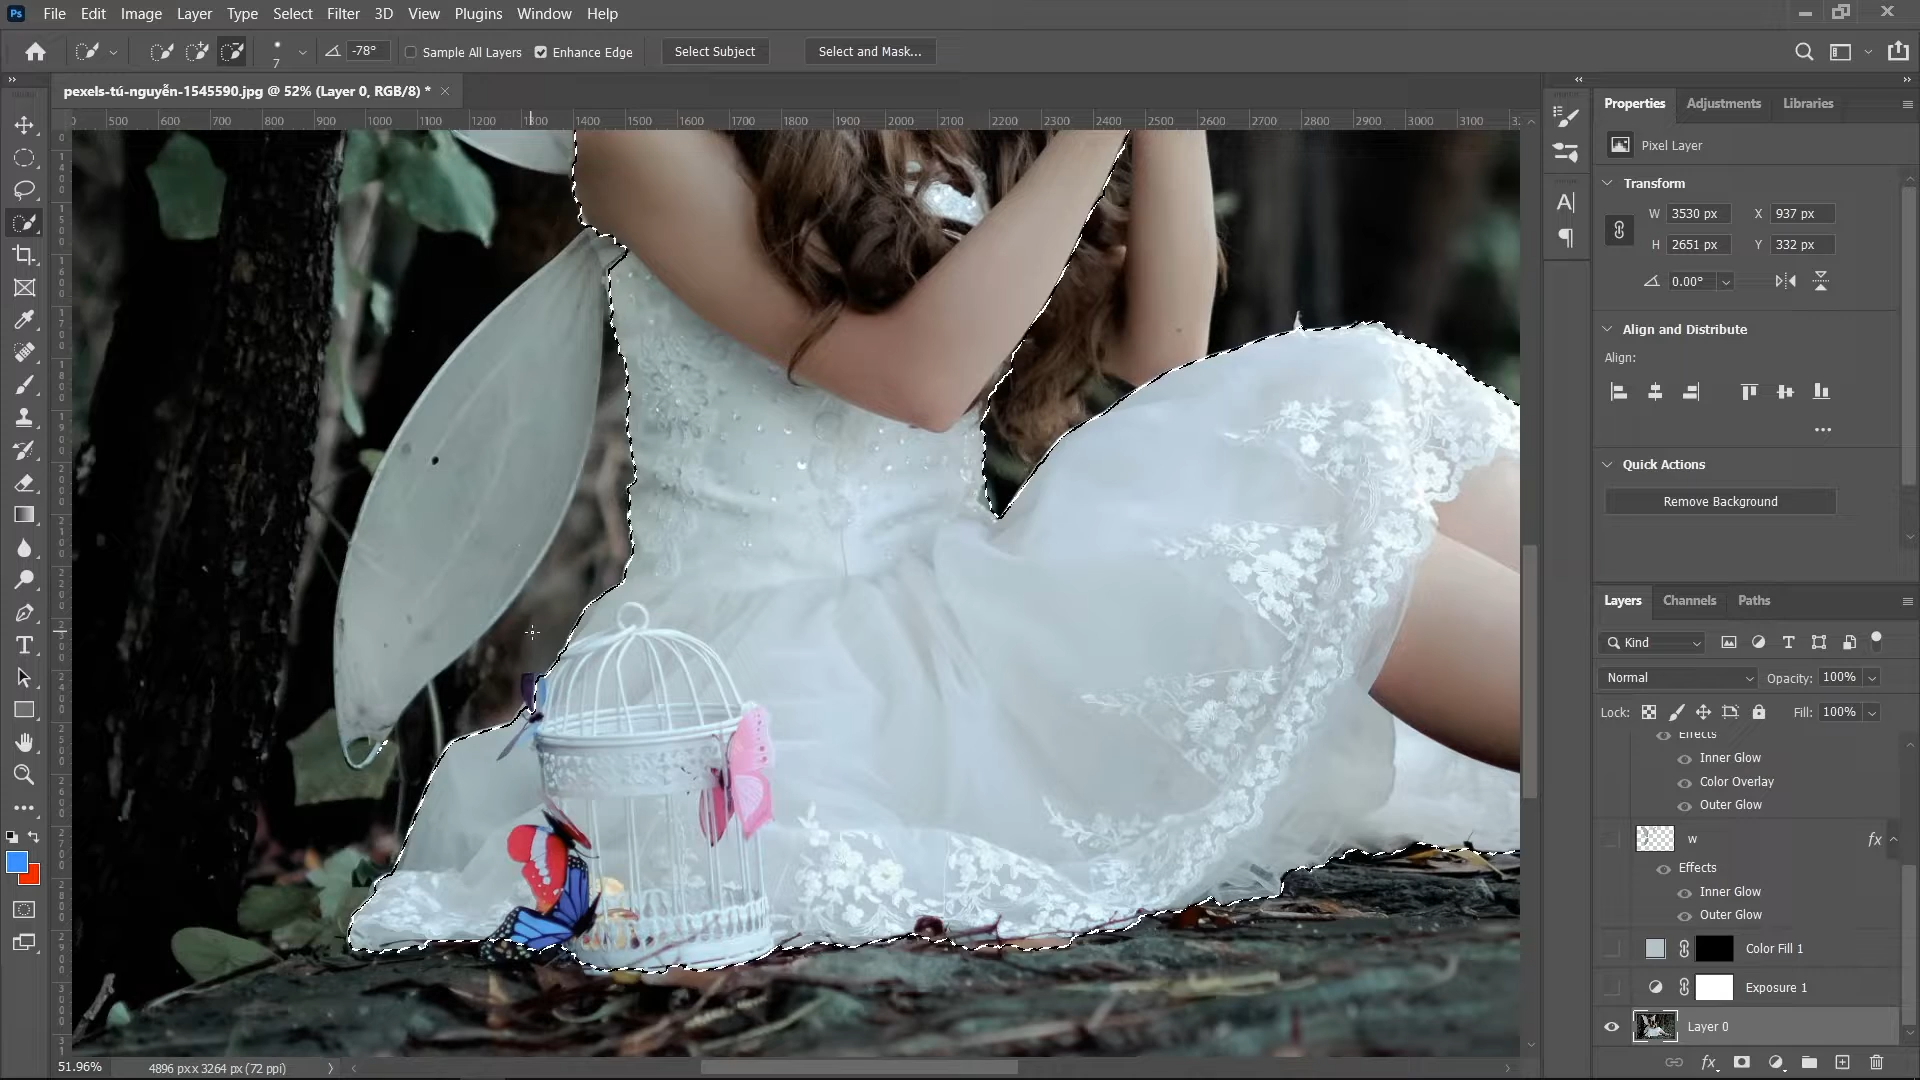 Ps File Edit Image Layer Type Select Filter 3D View Plugins Window Help
7 -78° Sample All Layers Enhance Edge Select Subject Select and Mask...
pexels-tú-nguyễn-1545590.jpg @ 52% (Layer 0, RGB/8) *
500 600 700 800 900 1000 1100 1200 1300 1400 1500 1600 1700 1800 1900 2000 2100 2200 2300 2400 2500 2600 2700 2800 2900 3000 3100
Properties Adjustments Libraries
Pixel Layer
Transform
W 3530 px X 937 px
H 2651 px Y 332 px
0.00°
Align and Distribute
Align:
Quick Actions
Remove Background
Layers Channels Paths
Kind
Normal Opacity: 100%
Lock: Fill: 100%
Effects
Inner Glow
Color Overlay
Outer Glow
w fx
Effects
Inner Glow
Outer Glow
Color Fill 1
Exposure 1
Layer 0
fx
51.96% 4896 px x 3264 px (72 ppi)